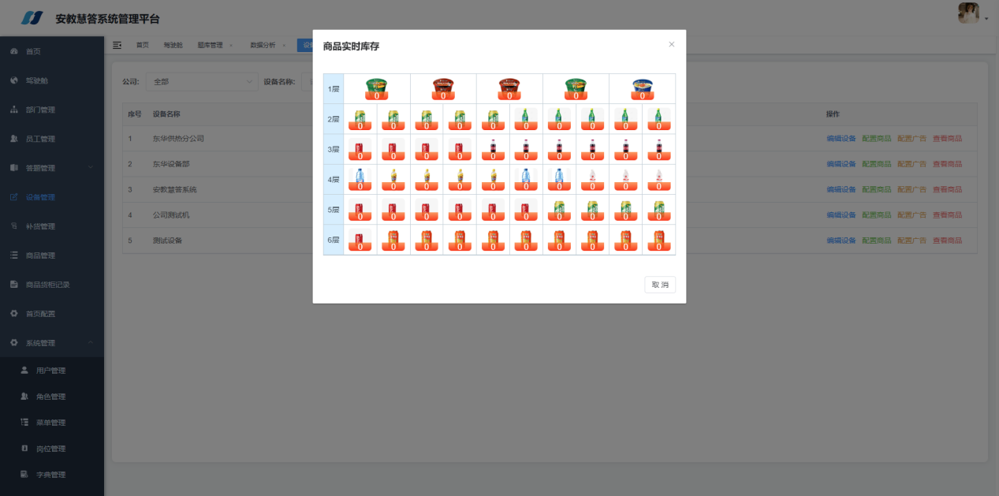 安教慧答系统管理平台
首页
驾驶舱
部门管理
员工管理
答题管理
设备管理
补货管理
商品管理
商品货柜记录
首页配置
系统管理
用户管理
角色管理
菜单管理
岗位管理
字典管理
首页 驾驶舱 题库管理 × 数据分析 ×
公司: 全部 设备名称:
序号 设备名称 操作
1 东华供热分公司 编辑设备 配置商品 配置广告 查看商品
2 东华设备部 编辑设备 配置商品 配置广告 查看商品
3 安教慧答系统 编辑设备 配置商品 配置广告 查看商品
4 公司测试机 编辑设备 配置商品 配置广告 查看商品
5 测试设备 编辑设备 配置商品 配置广告 查看商品
商品实时库存
1层 0 0 0 0 0
2层 0 0 0 0 0 0 0 0 0 0
3层 0 0 0 0 0 0 0 0 0 0
4层 0 0 0 0 0 0 0 0 0 0
5层 0 0 0 0 0 0 0 0 0 0
6层 0 0 0 0 0 0 0 0 0 0
取 消